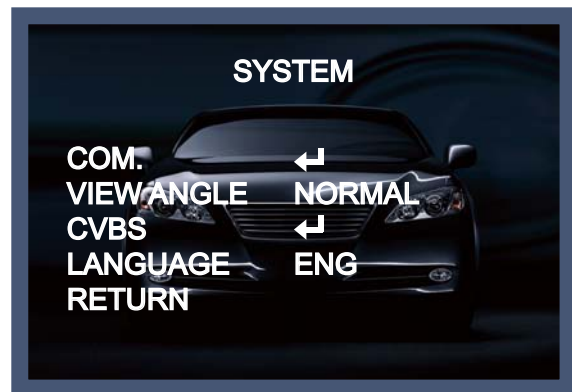 SYSTEM
COM. ↵
VIEW ANGLE NORMAL
CVBS ↵
LANGUAGE ENG
RETURN